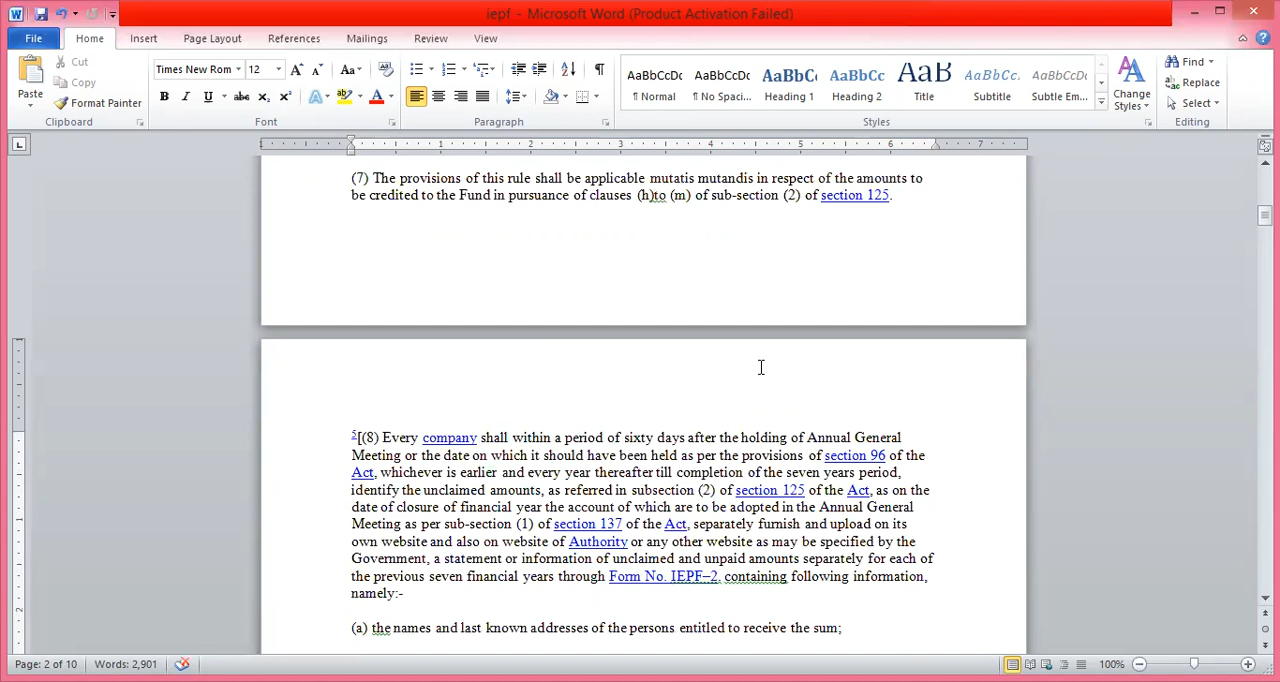 iepf - Microsoft Word (Product Activation Failed)
File Home Insert Page Layout References Mailings Review View
Paste Cut Copy Format Painter Clipboard
Times New Rom 12 Aa B I U abc x₂ x² A A Font
Paragraph
AaBbCcDc AaBbCcDc AaBbCc AaBbCc AaB AaBbCc. AaBbCcDc
¶ Normal ¶ No Spaci... Heading 1 Heading 2 Title Subtitle Subtle Em...
Change Styles Styles
Find Replace Select Editing
1 1 2 3 4 5 6 7
(7) The provisions of this rule shall be applicable mutatis mutandis in respect of the amounts to
be credited to the Fund in pursuance of clauses (h)to (m) of sub-section (2) of section 125.
5[(8) Every company shall within a period of sixty days after the holding of Annual General
Meeting or the date on which it should have been held as per the provisions of section 96 of the
Act, whichever is earlier and every year thereafter till completion of the seven years period,
identify the unclaimed amounts, as referred in subsection (2) of section 125 of the Act, as on the
date of closure of financial year the account of which are to be adopted in the Annual General
Meeting as per sub-section (1) of section 137 of the Act, separately furnish and upload on its
own website and also on website of Authority or any other website as may be specified by the
Government, a statement or information of unclaimed and unpaid amounts separately for each of
the previous seven financial years through Form No. IEPF–2, containing following information,
namely:-
(a) the names and last known addresses of the persons entitled to receive the sum;
Page: 2 of 10 Words: 2,901 100%